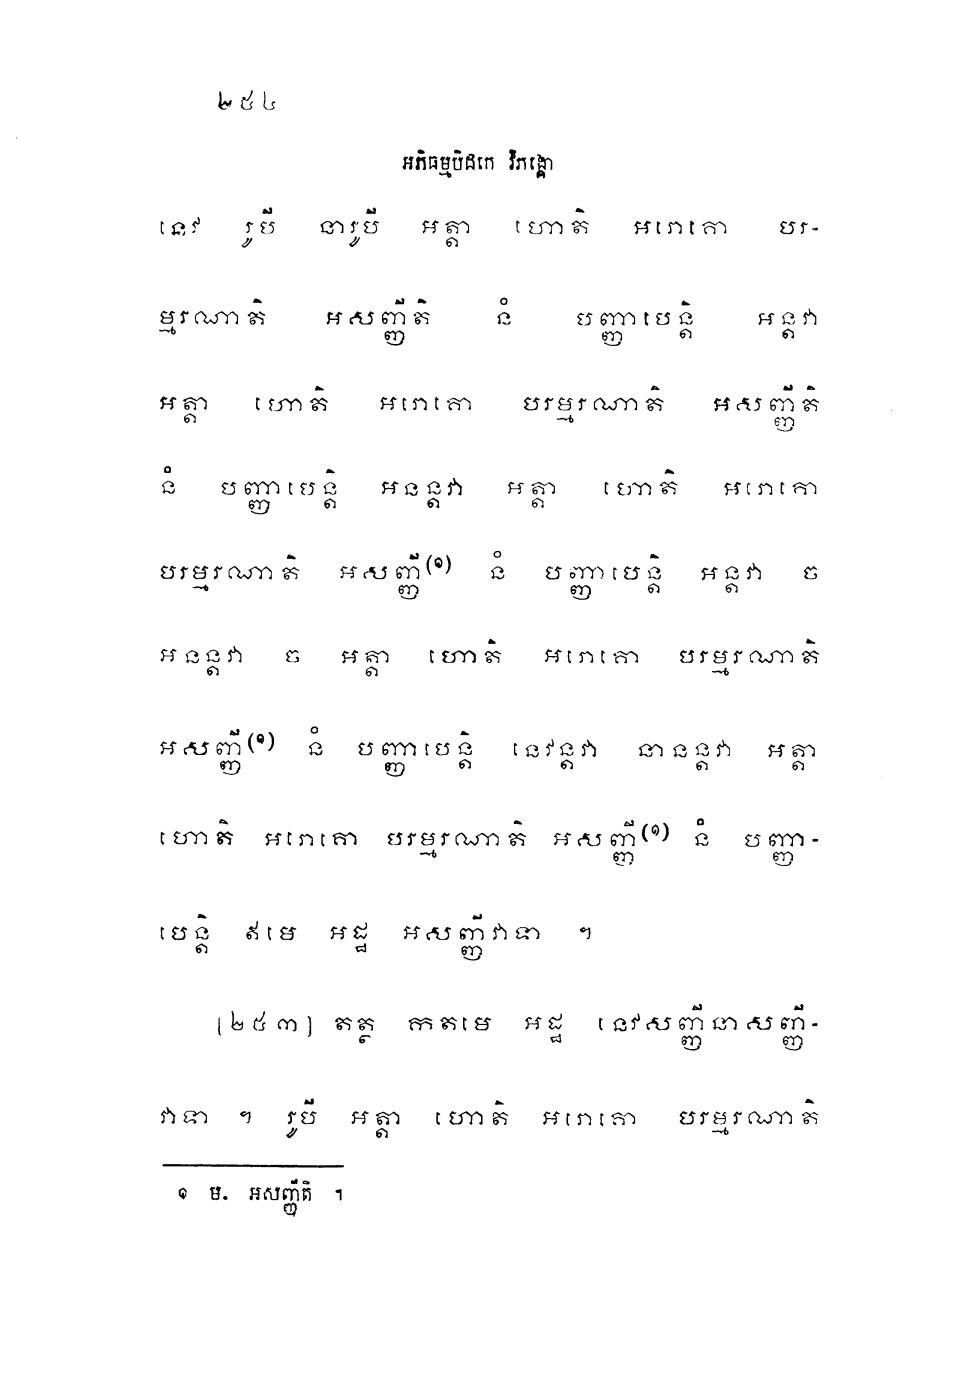 ២៥៤
អភិធម្មបិដកេ វិភង្គោ
នេវ រូបី នារូបី អត្តា ហោតិ អរោគោ បរ-
ម្មរណាតិ អសញ្ញីតិ នំ បញ្ញាបេន្តិ អន្តវា
អត្តា ហោតិ អរោគោ បរម្មរណាតិ អសញ្ញីតិ
នំ បញ្ញាបេន្តិ អនន្តវា អត្តា ហោតិ អរោគោ
បរម្មរណាតិ អសញ្ញី(១) នំ បញ្ញាបេន្តិ អន្តវា ច
អនន្តវា ច អត្តា ហោតិ អរោគោ បរម្មរណាតិ
អសញ្ញី(១) នំ បញ្ញាបេន្តិ នេវន្តវា នានន្តវា អត្តា
ហោតិ អរោគោ បរម្មរណាតិ អសញ្ញី(១) នំ បញ្ញា-
បេន្តិ ឥមេ អដ្ឋ អសញ្ញីវាទា ។
[២៥៣] តត្ថ កតមេ អដ្ឋ នេវសញ្ញីនាសញ្ញី-
វាទា ។ រូបី អត្តា ហោតិ អរោគោ បរម្មរណាតិ
១ ម. អសញ្ញីតិ ។